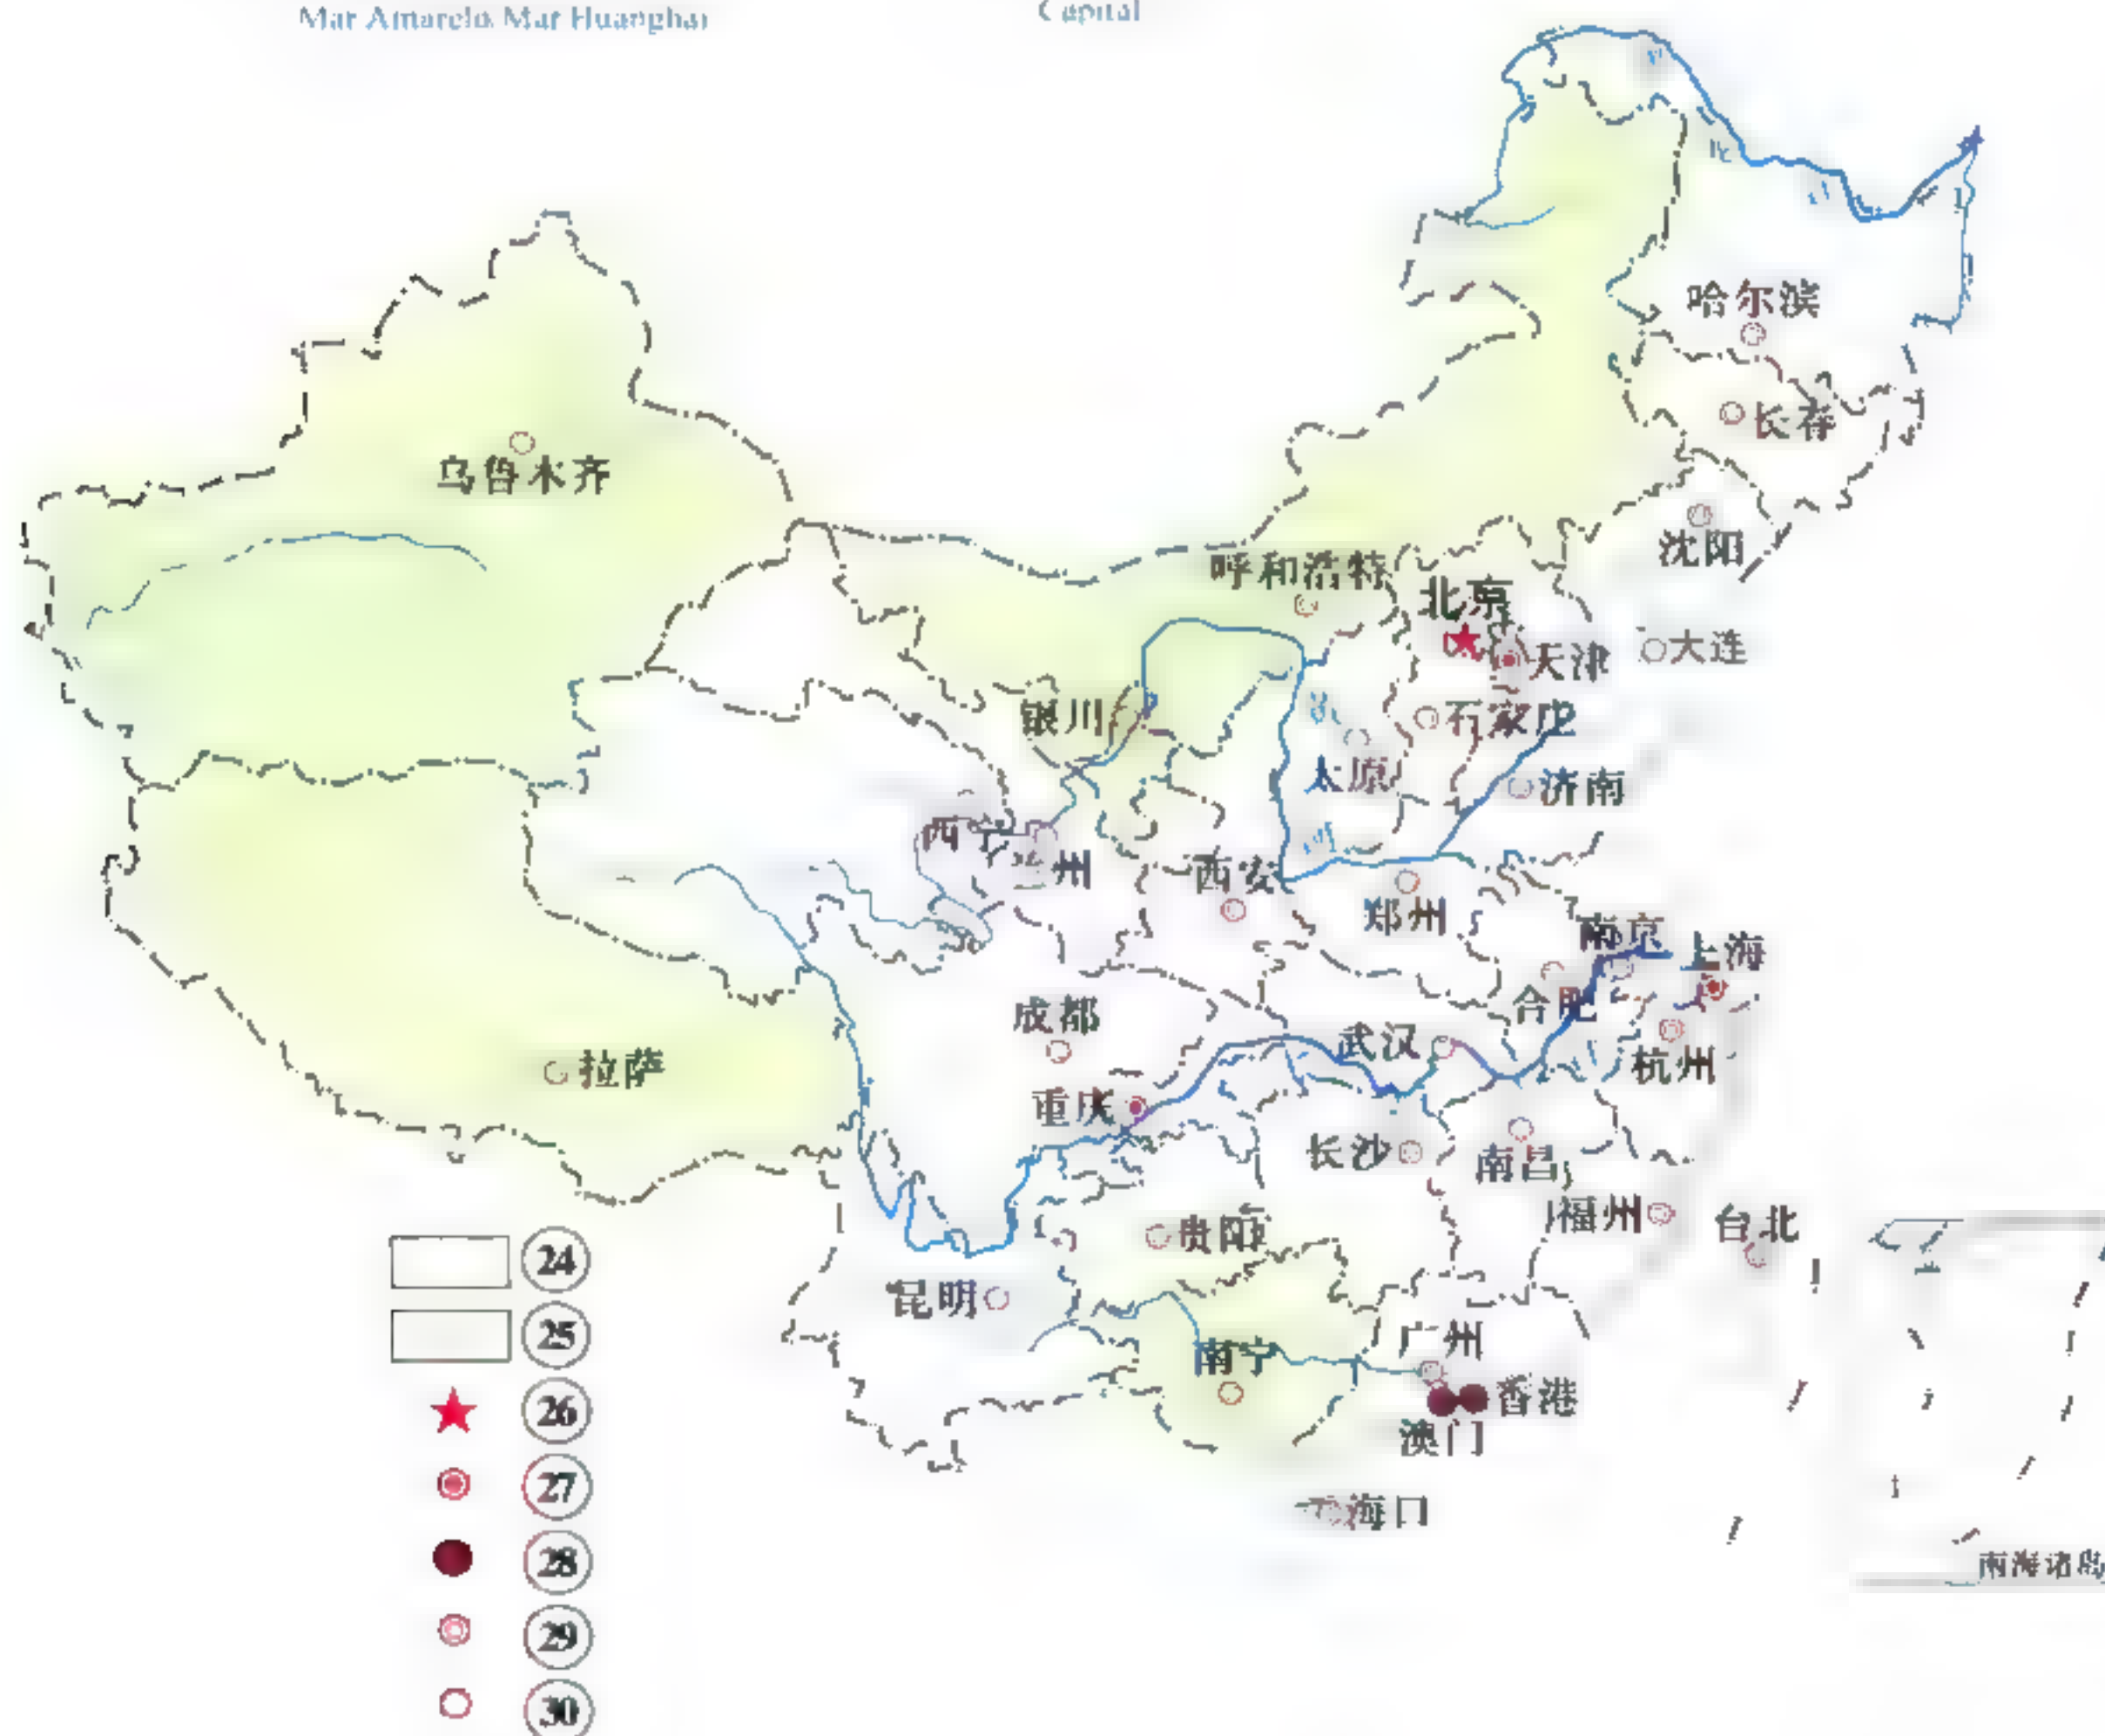 Mar Amarelo Mar Huanghai
Capital
哈尔滨
长春
乌鲁木齐
沈阳
呼和浩特
北京
天津
大连
银川
石家庄
太原
济南
西宁
州
西安
郑州
南京
上海
合肥
成都
武汉
杭州
拉萨
重庆
长沙
南昌
福州
台北
贵阳
昆明
广州
南宁
香港
澳门
海口
南海诸岛
24
25
26
27
28
29
30